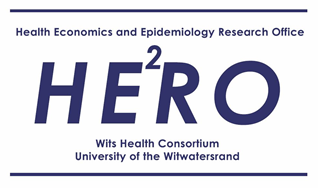 Health Economics and Epidemiology Research Office
HE²RO
Wits Health Consortium
University of the Witwatersrand